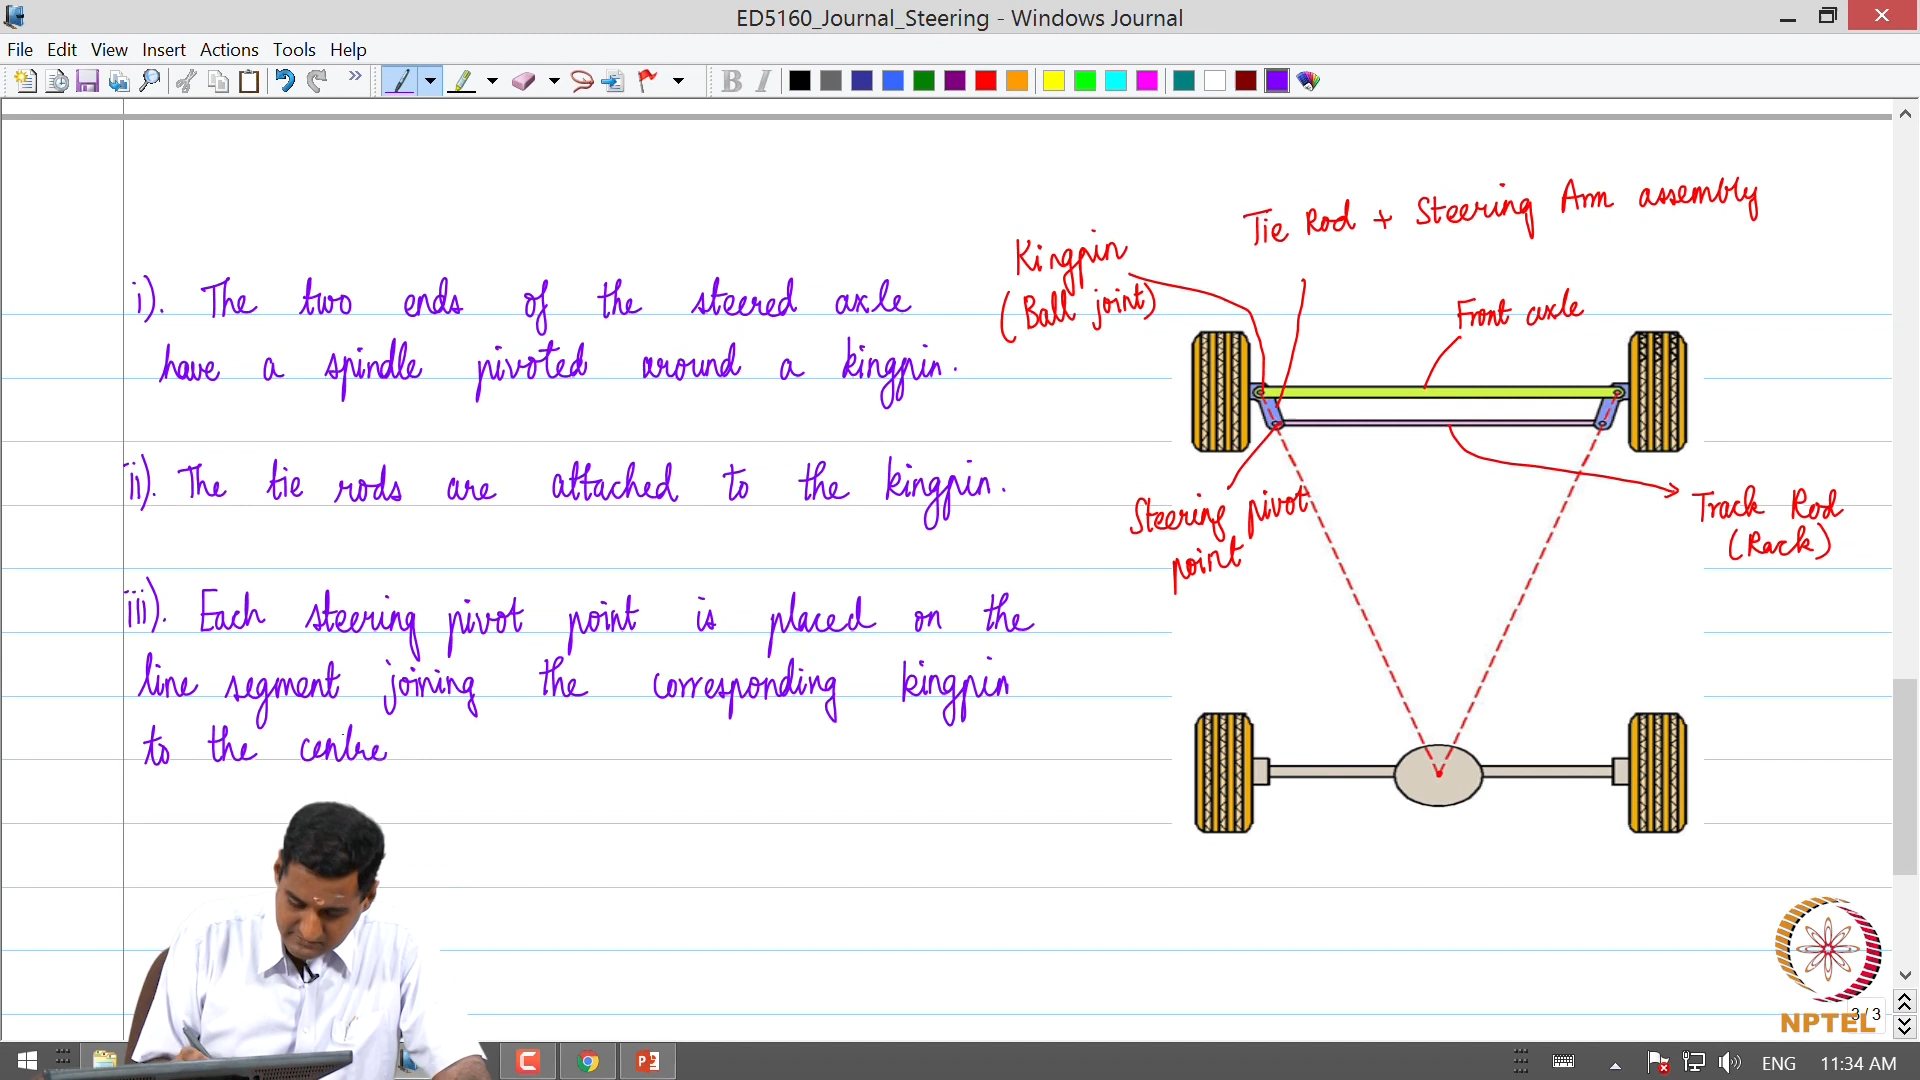 ED5160_Journal_Steering - Windows Journal
File Edit View Insert Actions Tools Help
B I
Tie Rod + Steering Arm assembly
Kingpin
(Ball joint)
Front axle
i). The two ends of the steered axle
have a spindle pivoted around a kingpin.
ii). The tie rods are attached to the kingpin.
Steering pivot
point
Track Rod
(Rack)
iii). Each steering pivot point is placed on the
line segment joining the corresponding kingpin
to the centre
NPTEL
3 / 3
ENG 11:34 AM